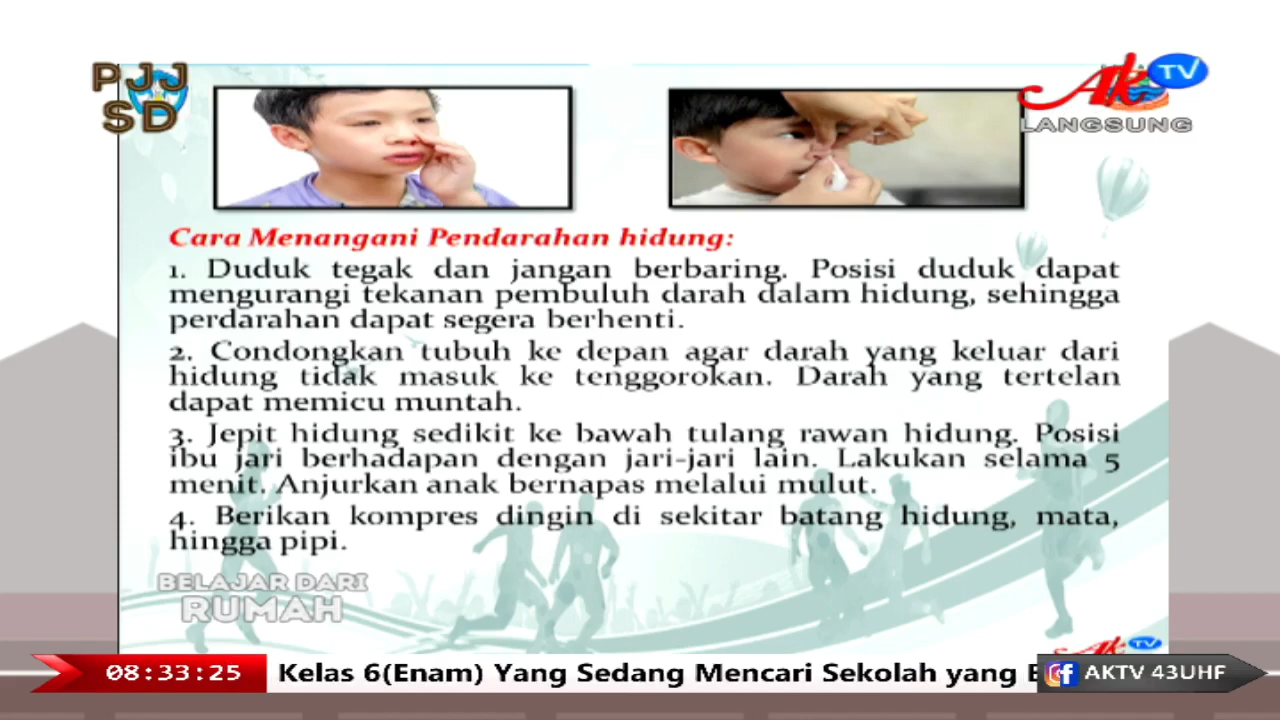 PJJ
SD
Ak TV
LANGSUNG
Cara Menangani Pendarahan hidung:
1. Duduk tegak dan jangan berbaring. Posisi duduk dapat
mengurangi tekanan pembuluh darah dalam hidung, sehingga
perdarahan dapat segera berhenti.
2. Condongkan tubuh ke depan agar darah yang keluar dari
hidung tidak masuk ke tenggorokan. Darah yang tertelan
dapat memicu muntah.
3. Jepit hidung sedikit ke bawah tulang rawan hidung. Posisi
ibu jari berhadapan dengan jari-jari lain. Lakukan selama 5
menit. Anjurkan anak bernapas melalui mulut.
4. Berikan kompres dingin di sekitar batang hidung, mata,
hingga pipi.
BELAJAR DARI
RUMAH
Ak TV
08:33:25 Kelas 6(Enam) Yang Sedang Mencari Sekolah yang
AKTV 43UHF